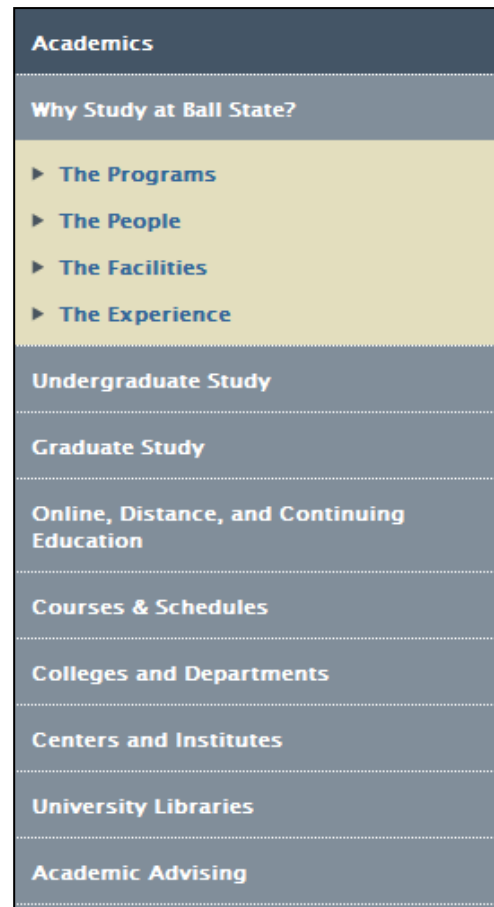 Academics
Why Study at Ball State?
The Programs
The People
The Facilities
The Experience
Undergraduate Study
Graduate Study
Online, Distance, and Continuing
Education
Courses & Schedules
Colleges and Departments
Centers and Institutes
University Libraries
Academic Advising